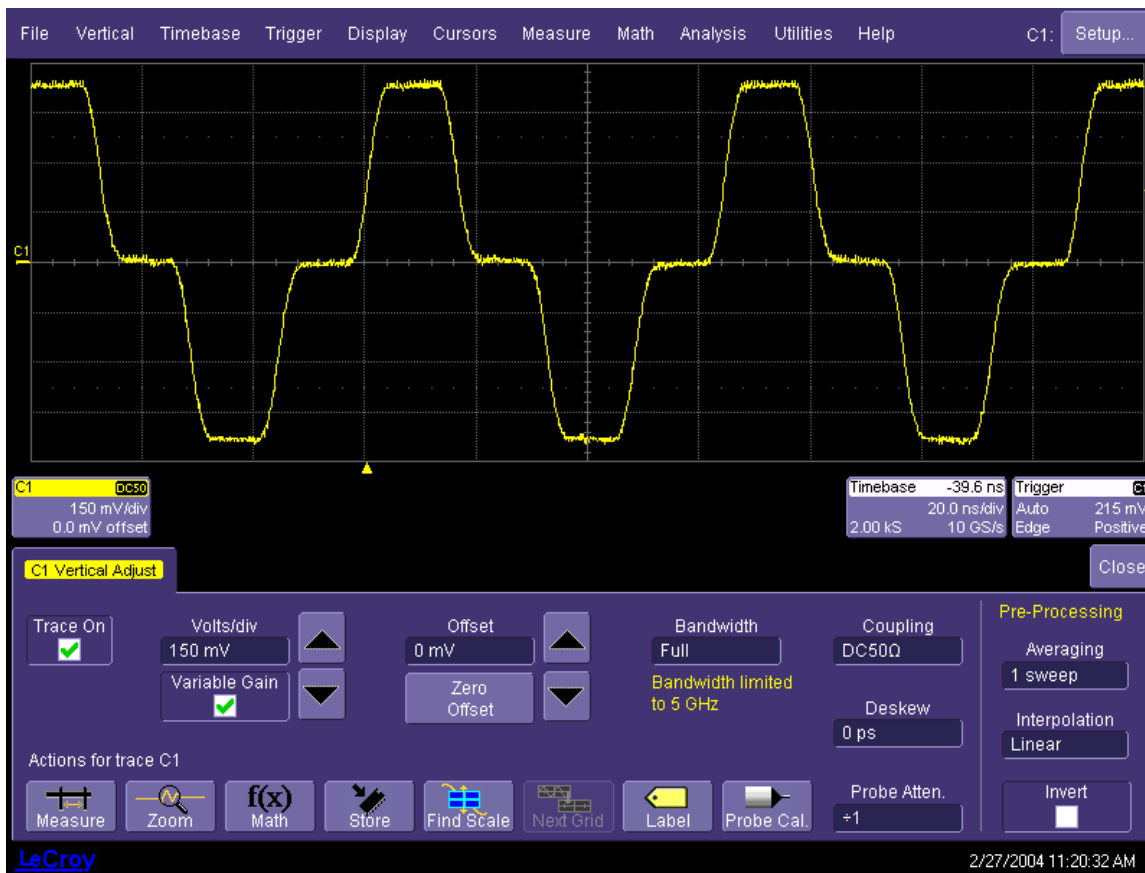 File Vertical Timebase Trigger Display Cursors Measure Math Analysis Utilities Help C1: Setup...
C1
C1 DC50
150 mV/div
0.0 mV offset
Timebase -39.6 ns
20.0 ns/div
2.00 kS 10 GS/s
Trigger C1
Auto 215 mV
Edge Positive
C1 Vertical Adjust
Close
Trace On
Volts/div
150 mV
Variable Gain
Offset
0 mV
Zero
Offset
Bandwidth
Full
Bandwidth limited
to 5 GHz
Coupling
DC50Ω
Deskew
0 ps
Probe Atten.
÷1
Pre-Processing
Averaging
1 sweep
Interpolation
Linear
Invert
Actions for trace C1
Measure
Zoom
f(x)
Math
Store
Find Scale
Next Grid
Label
Probe Cal.
LeCroy
2/27/2004 11:20:32 AM